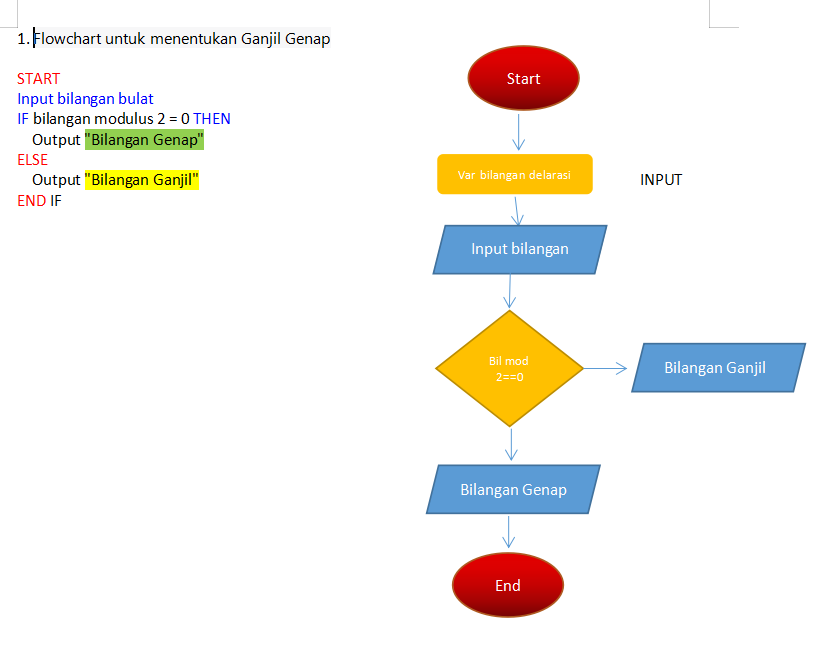 1. Flowchart untuk menentukan Ganjil Genap
START
Input bilangan bulat
IF bilangan modulus 2 = 0 THEN
Output "Bilangan Genap"
ELSE
Output "Bilangan Ganjil"
END IF
Start
Var bilangan delarasi
INPUT
Input bilangan
Bil mod
2==0
Bilangan Ganjil
Bilangan Genap
End